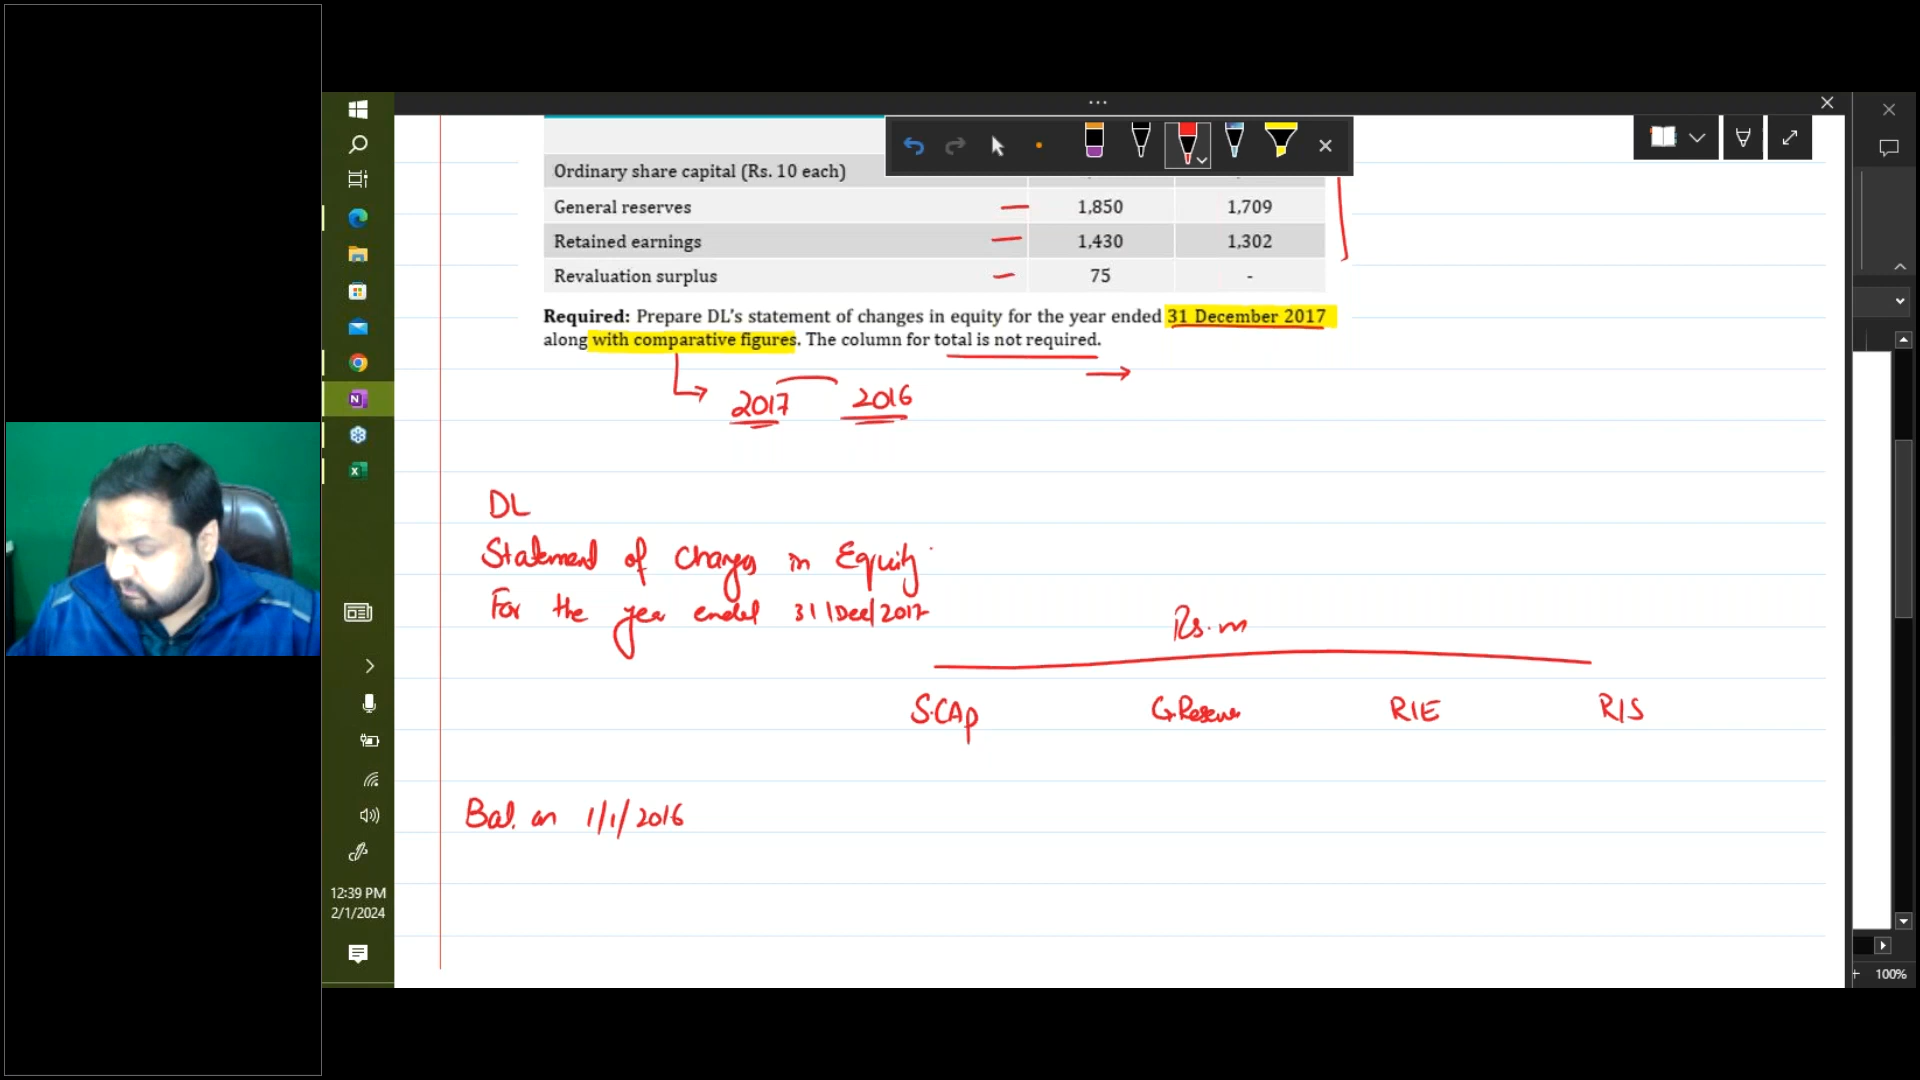 Ordinary share capital (Rs. 10 each)
General reserves 1,850 1,709
Retained earnings 1,430 1,302
Revaluation surplus 75 -
Required: Prepare DL's statement of changes in equity for the year ended 31 December 2017
along with comparative figures. The column for total is not required.
2017 2016
DL
Statement of Changes in Equity
For the year ended 31/Dec/2017
Rs. m
S.CAp G.Reserve R/E R/S
Bal. on 1/1/2016
12:39 PM
2/1/2024
100%